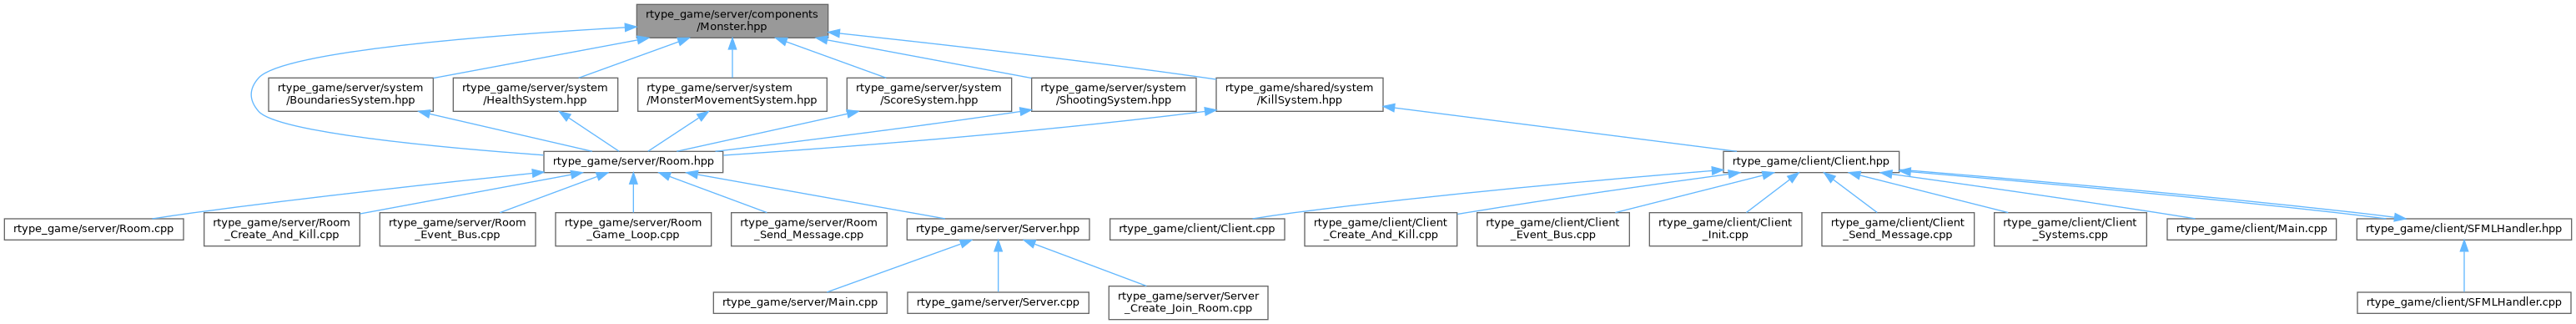 rtype_game/server/components
/Monster.hpp
rtype_game/server/system
/BoundariesSystem.hpp
rtype_game/server/system
/HealthSystem.hpp
rtype_game/server/system
/MonsterMovementSystem.hpp
rtype_game/server/system
/ScoreSystem.hpp
rtype_game/server/system
/ShootingSystem.hpp
rtype_game/shared/system
/KillSystem.hpp
rtype_game/server/Room.hpp
rtype_game/client/Client.hpp
rtype_game/server/Room.cpp
rtype_game/server/Room
_Create_And_Kill.cpp
rtype_game/server/Room
_Event_Bus.cpp
rtype_game/server/Room
_Game_Loop.cpp
rtype_game/server/Room
_Send_Message.cpp
rtype_game/server/Server.hpp
rtype_game/client/Client.cpp
rtype_game/client/Client
_Create_And_Kill.cpp
rtype_game/client/Client
_Event_Bus.cpp
rtype_game/client/Client
_Init.cpp
rtype_game/client/Client
_Send_Message.cpp
rtype_game/client/Client
_Systems.cpp
rtype_game/client/Main.cpp
rtype_game/client/SFMLHandler.hpp
rtype_game/server/Main.cpp
rtype_game/server/Server.cpp
rtype_game/server/Server
_Create_Join_Room.cpp
rtype_game/client/SFMLHandler.cpp